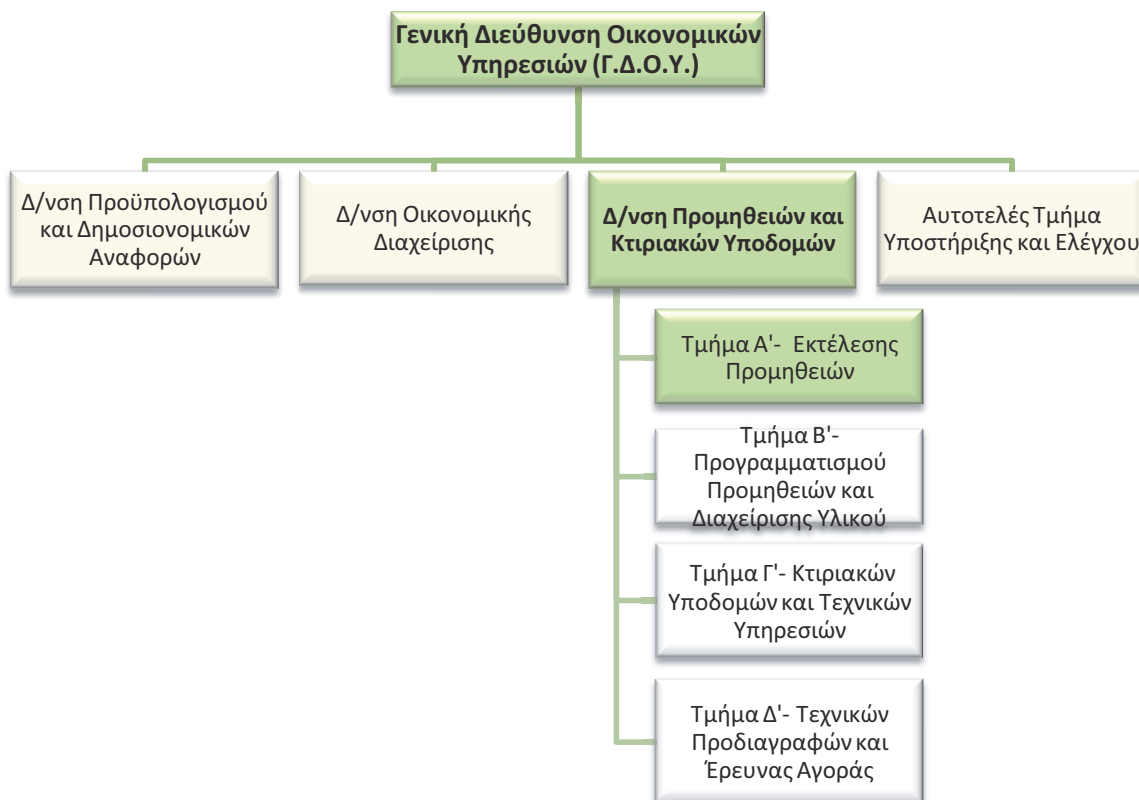 Γενική Διεύθυνση Οικονομικών
Υπηρεσιών (Γ.Δ.Ο.Υ.)
Δ/νση Προϋπολογισμού
και Δημοσιονομικών
Αναφορών
Δ/νση Οικονομικής
Διαχείρισης
Δ/νση Προμηθειών και
Κτιριακών Υποδομών
Αυτοτελές Τμήμα
Υποστήριξης και Ελέγχου
Τμήμα Α'- Εκτέλεσης
Προμηθειών
Τμήμα Β'-
Προγραμματισμού
Προμηθειών και
Διαχείρισης Υλικού
Τμήμα Γ'- Κτιριακών
Υποδομών και Τεχνικών
Υπηρεσιών
Τμήμα Δ'- Τεχνικών
Προδιαγραφών και
Έρευνας Αγοράς